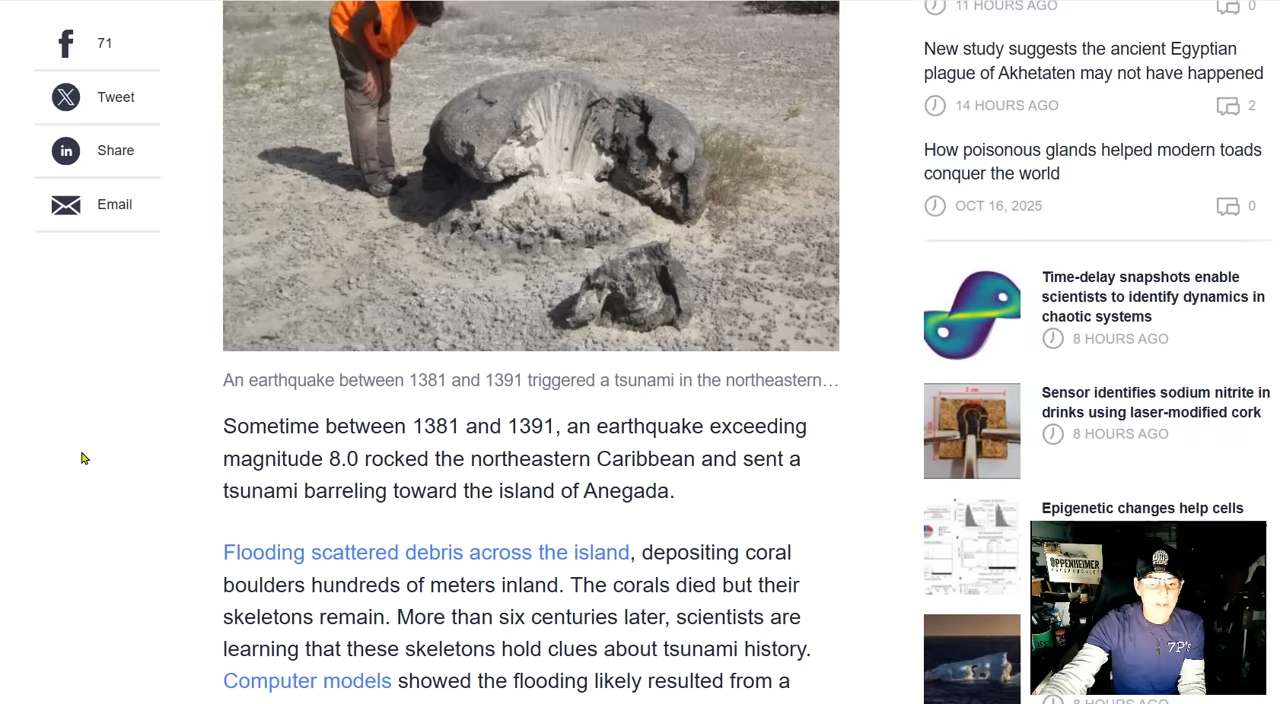 71
Tweet
Share
Email
An earthquake between 1381 and 1391 triggered a tsunami in the northeastern…
Sometime between 1381 and 1391, an earthquake exceeding
magnitude 8.0 rocked the northeastern Caribbean and sent a
tsunami barreling toward the island of Anegada.
Flooding scattered debris across the island, depositing coral
boulders hundreds of meters inland. The corals died but their
skeletons remain. More than six centuries later, scientists are
learning that these skeletons hold clues about tsunami history.
Computer models showed the flooding likely resulted from a
11 HOURS AGO
0
New study suggests the ancient Egyptian
plague of Akhetaten may not have happened
14 HOURS AGO
2
How poisonous glands helped modern toads
conquer the world
OCT 16, 2025
0
Time-delay snapshots enable
scientists to identify dynamics in
chaotic systems
8 HOURS AGO
2 cm
Sensor identifies sodium nitrite in
drinks using laser-modified cork
8 HOURS AGO
Epigenetic changes help cells
OPPENHEIMER
7P's
8 HOURS AGO